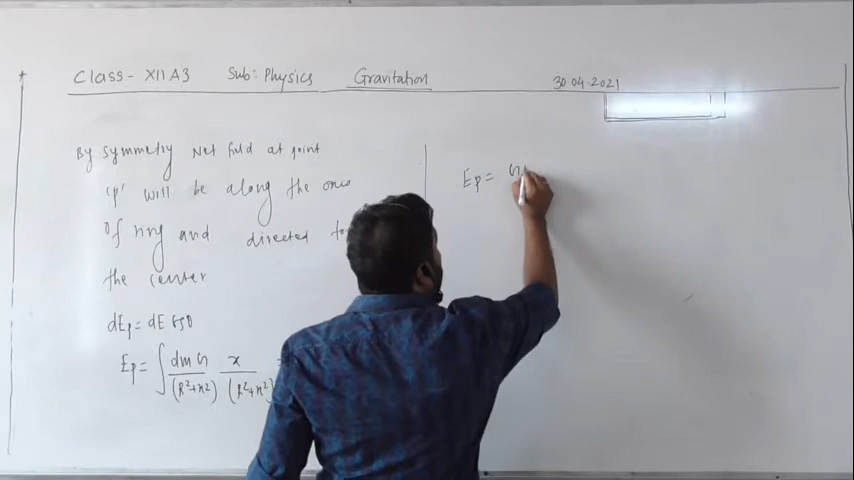 Class- XII A3 Sub: Physics Gravitation 30.04.2021
By symmetry Net field at point
'p' will be along the
of ring and directed
the center
dEp = dE cosθ
Ep = ∫ dm G/(R²+x²) x/(R²+x²)
Ep = G